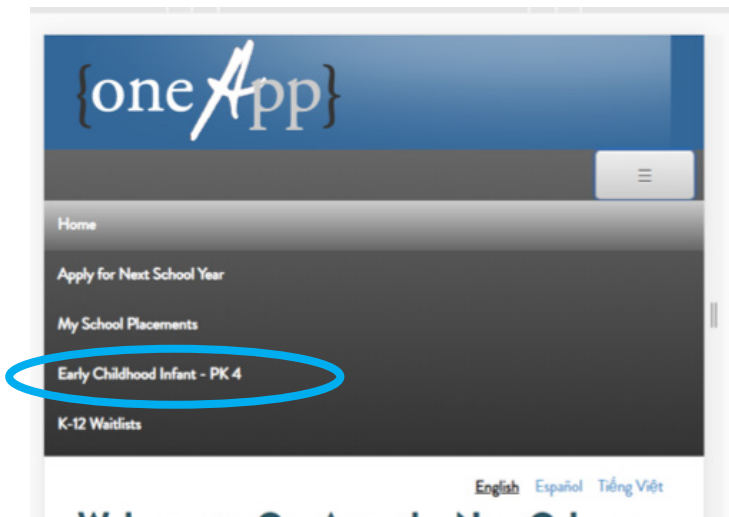 {oneApp}
☰
Home
Apply for Next School Year
My School Placements
Early Childhood Infant - PK 4
K-12 Waitlists
English Español Tiếng Việt